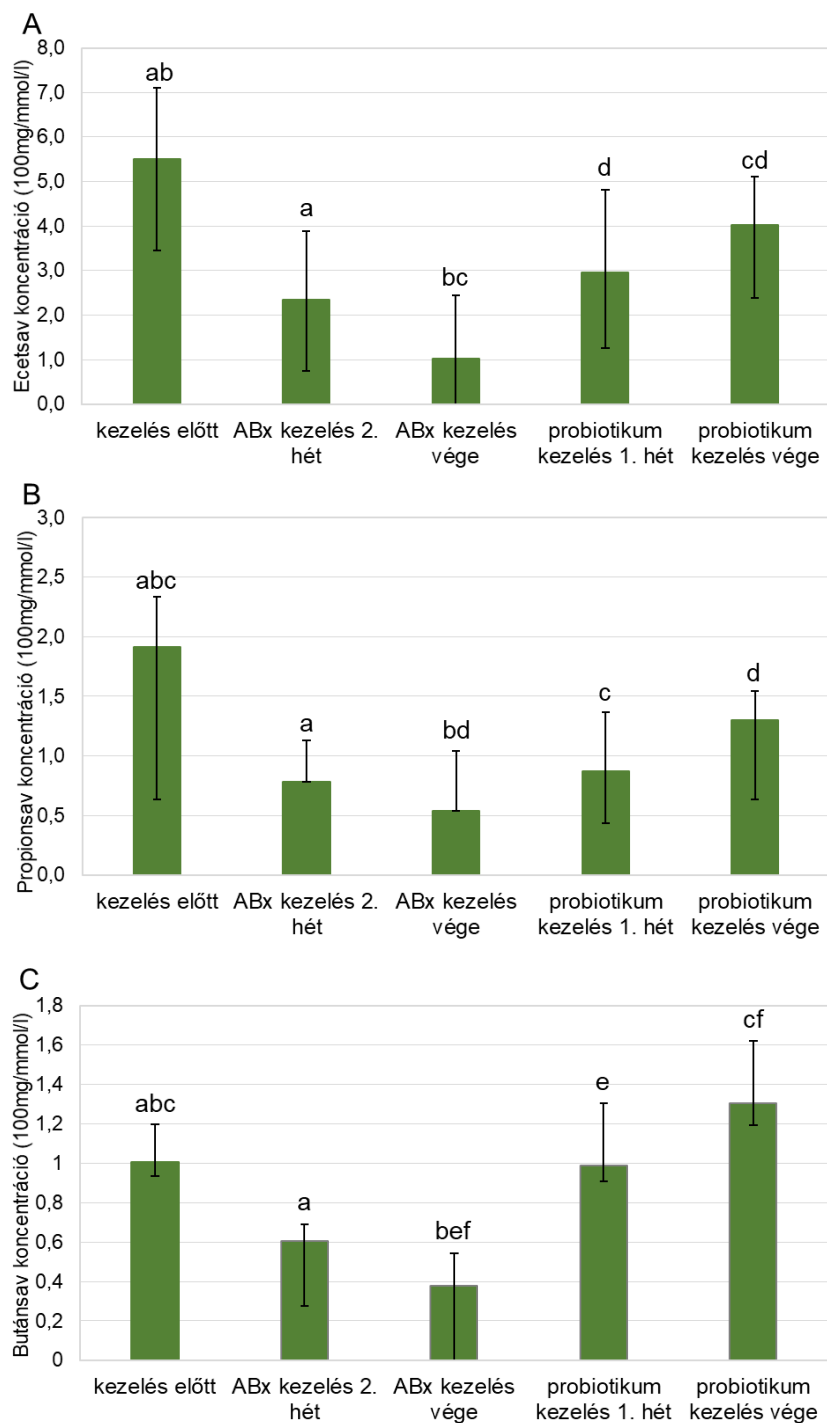 A
Ecetsav koncentráció (100mg/mmol/l)
8,0
7,0
6,0
5,0
4,0
3,0
2,0
1,0
0,0
ab
a
bc
d
cd
kezelés előtt
ABx kezelés 2.
hét
ABx kezelés
vége
probiotikum
kezelés 1. hét
probiotikum
kezelés vége
B
Propionsav koncentráció (100mg/mmol/l)
3,0
2,5
2,0
1,5
1,0
0,5
0,0
abc
a
bd
c
d
kezelés előtt
ABx kezelés 2.
hét
ABx kezelés
vége
probiotikum
kezelés 1. hét
probiotikum
kezelés vége
C
Butánsav koncentráció (100mg/mmol/l)
1,8
1,6
1,4
1,2
1
0,8
0,6
0,4
0,2
0
abc
a
bef
e
cf
kezelés előtt
ABx kezelés 2.
hét
ABx kezelés
vége
probiotikum
kezelés 1. hét
probiotikum
kezelés vége